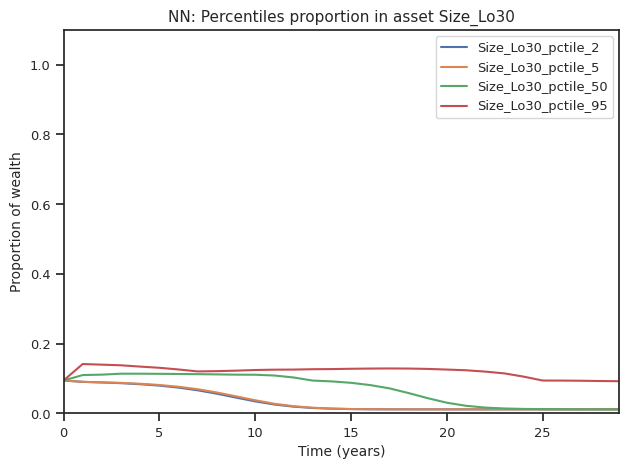 NN: Percentiles proportion in asset Size_Lo30
Size_Lo30_pctile_2
Size_Lo30_pctile_5
Size_Lo30_pctile_50
Size_Lo30_pctile_95
Proportion of wealth
1.0
0.8
0.6
0.4
0.2
0.0
0 5 10 15 20 25
Time (years)